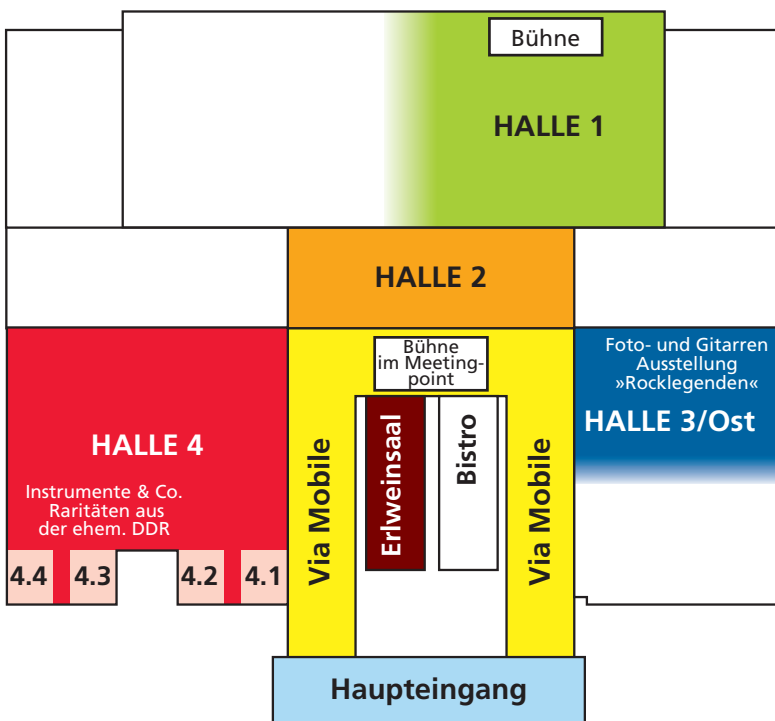 Bühne
HALLE 1
HALLE 2
Bühne
im Meeting-
point
Foto- und Gitarren
Ausstellung
»Rocklegenden«
HALLE 3/Ost
HALLE 4
Instrumente & Co.
Raritäten aus
der ehem. DDR
4.4
4.3
4.2
4.1
Via Mobile
Erlweinsaal
Bistro
Via Mobile
Haupteingang